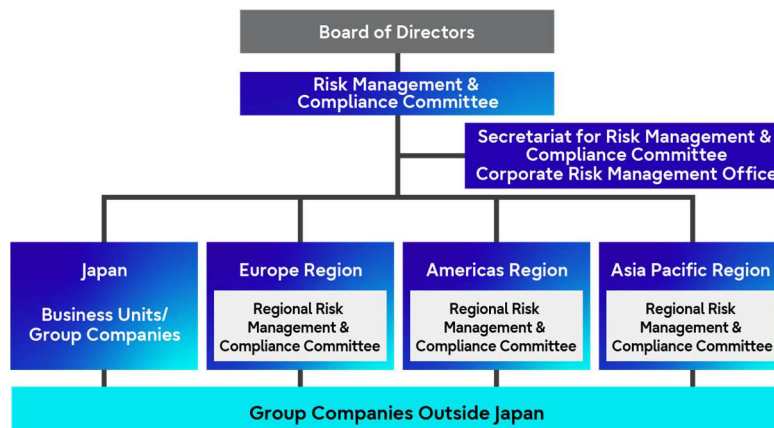 Board of Directors
Risk Management &
Compliance Committee
Secretariat for Risk Management &
Compliance Committee
Corporate Risk Management Office
Japan
Business Units/
Group Companies
Europe Region
Regional Risk
Management &
Compliance Committee
Americas Region
Regional Risk
Management &
Compliance Committee
Asia Pacific Region
Regional Risk
Management &
Compliance Committee
Group Companies Outside Japan